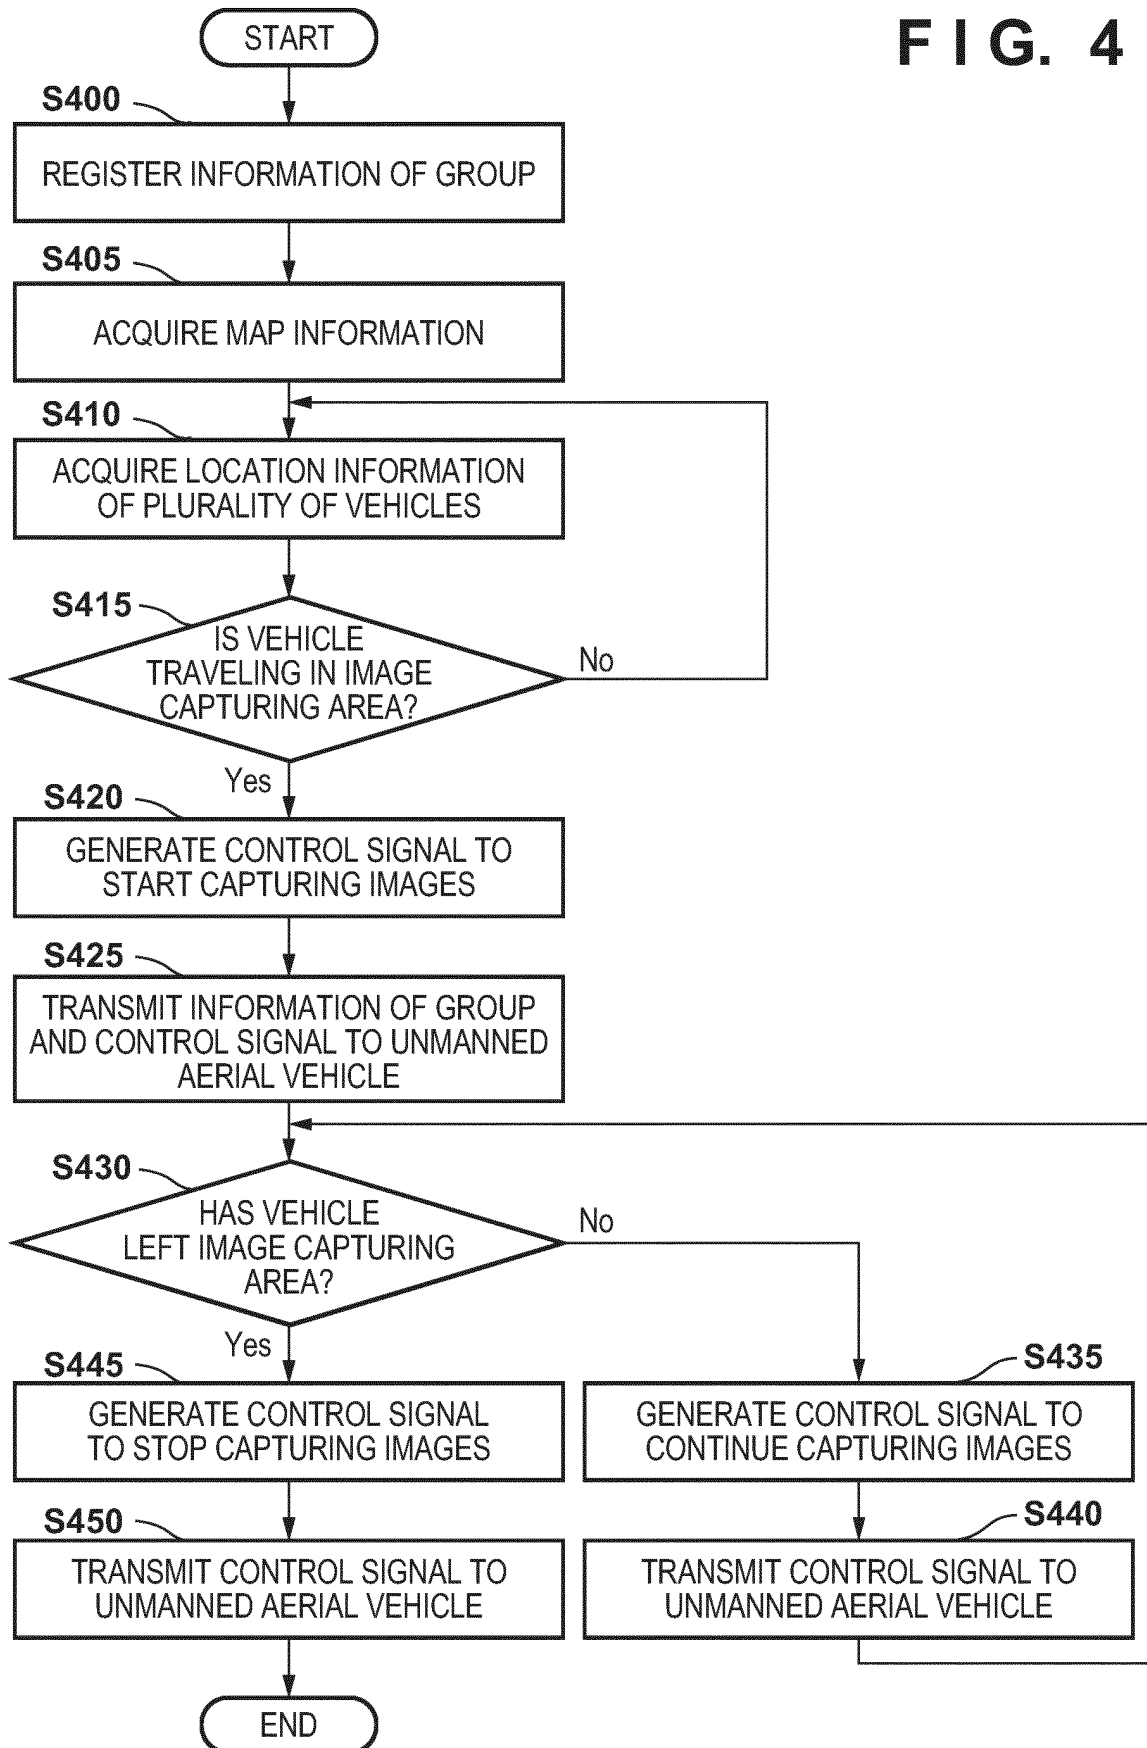 START
FIG. 4
S400
REGISTER INFORMATION OF GROUP
S405
ACQUIRE MAP INFORMATION
S410
ACQUIRE LOCATION INFORMATION
OF PLURALITY OF VEHICLES
S415
IS VEHICLE
TRAVELING IN IMAGE
CAPTURING AREA?
No
Yes
S420
GENERATE CONTROL SIGNAL TO
START CAPTURING IMAGES
S425
TRANSMIT INFORMATION OF GROUP
AND CONTROL SIGNAL TO UNMANNED
AERIAL VEHICLE
S430
HAS VEHICLE
LEFT IMAGE CAPTURING
AREA?
No
Yes
S445
GENERATE CONTROL SIGNAL
TO STOP CAPTURING IMAGES
S435
GENERATE CONTROL SIGNAL TO
CONTINUE CAPTURING IMAGES
S450
TRANSMIT CONTROL SIGNAL TO
UNMANNED AERIAL VEHICLE
S440
TRANSMIT CONTROL SIGNAL TO
UNMANNED AERIAL VEHICLE
END